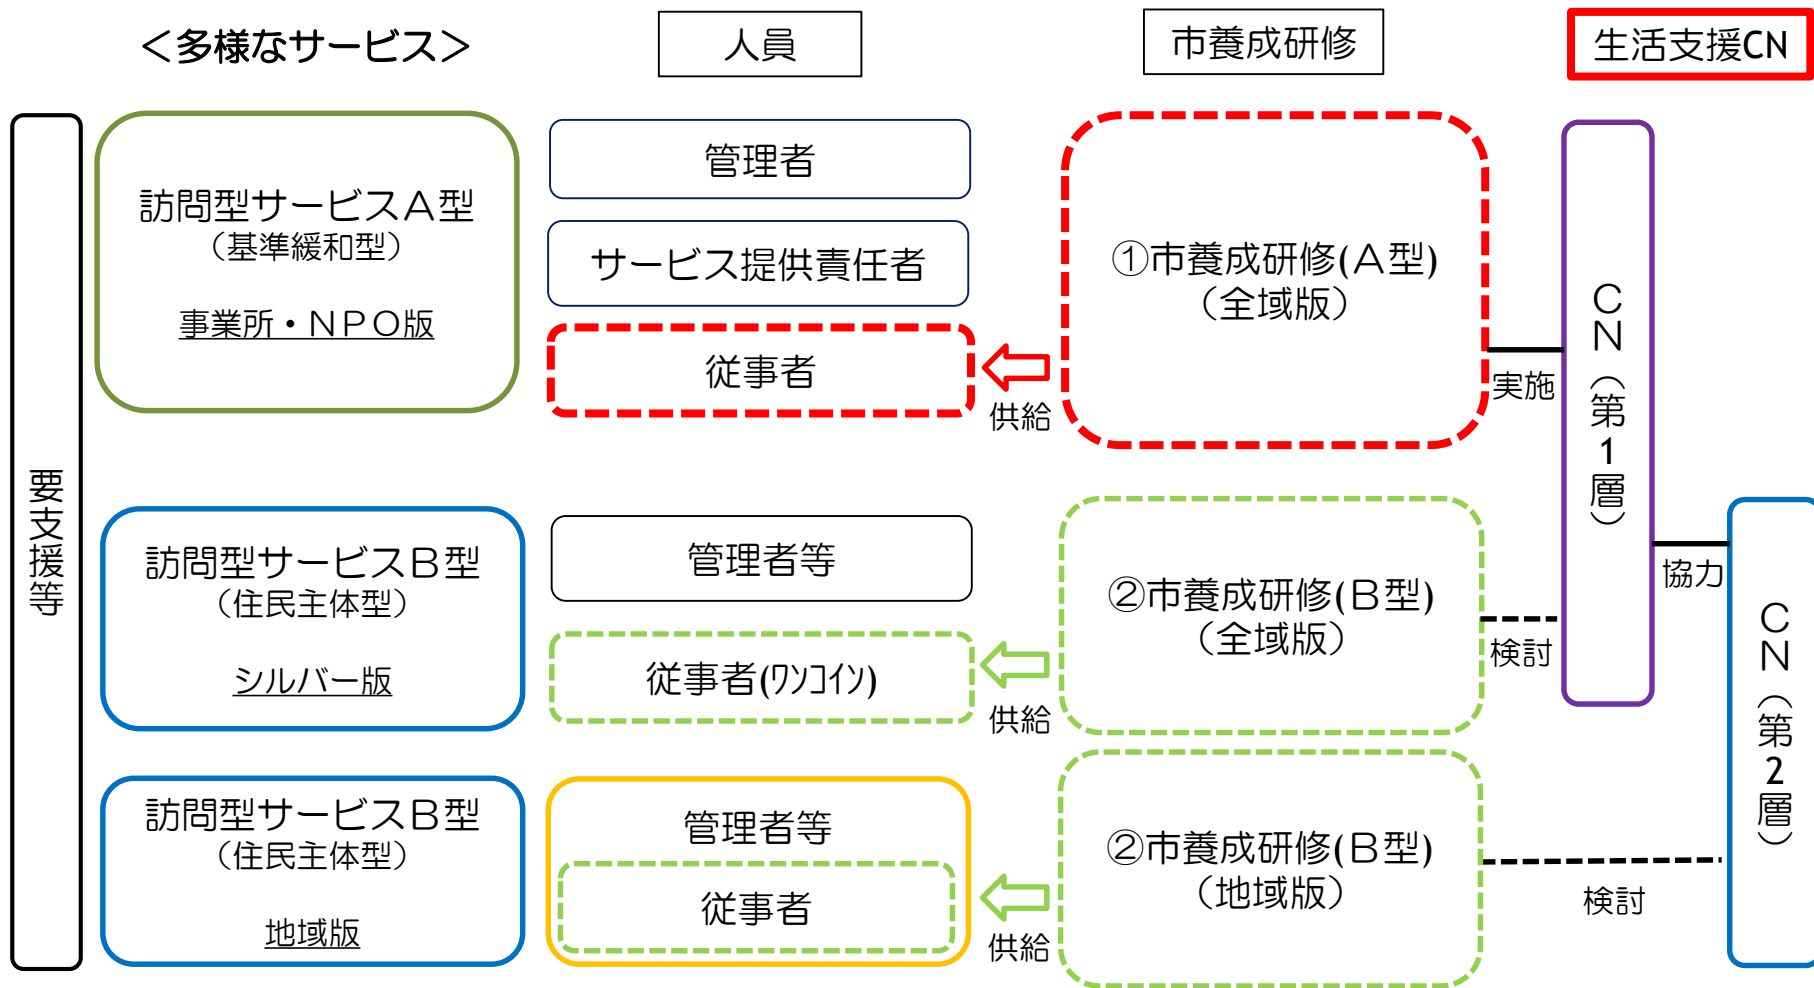 ＜多様なサービス＞
人員
市養成研修
生活支援CN
要支援等
訪問型サービスＡ型
（基準緩和型）
事業所・ＮＰＯ版
管理者
サービス提供責任者
従事者
供給
①市養成研修(Ａ型)
（全域版）
実施
ＣＮ（第1層）
訪問型サービスＢ型
（住民主体型）
シルバー版
管理者等
従事者(ﾜﾝｺｲﾝ)
供給
②市養成研修(Ｂ型)
（全域版）
検討
協力
ＣＮ（第2層）
訪問型サービスＢ型
（住民主体型）
地域版
管理者等
従事者
供給
②市養成研修(Ｂ型)
（地域版）
検討